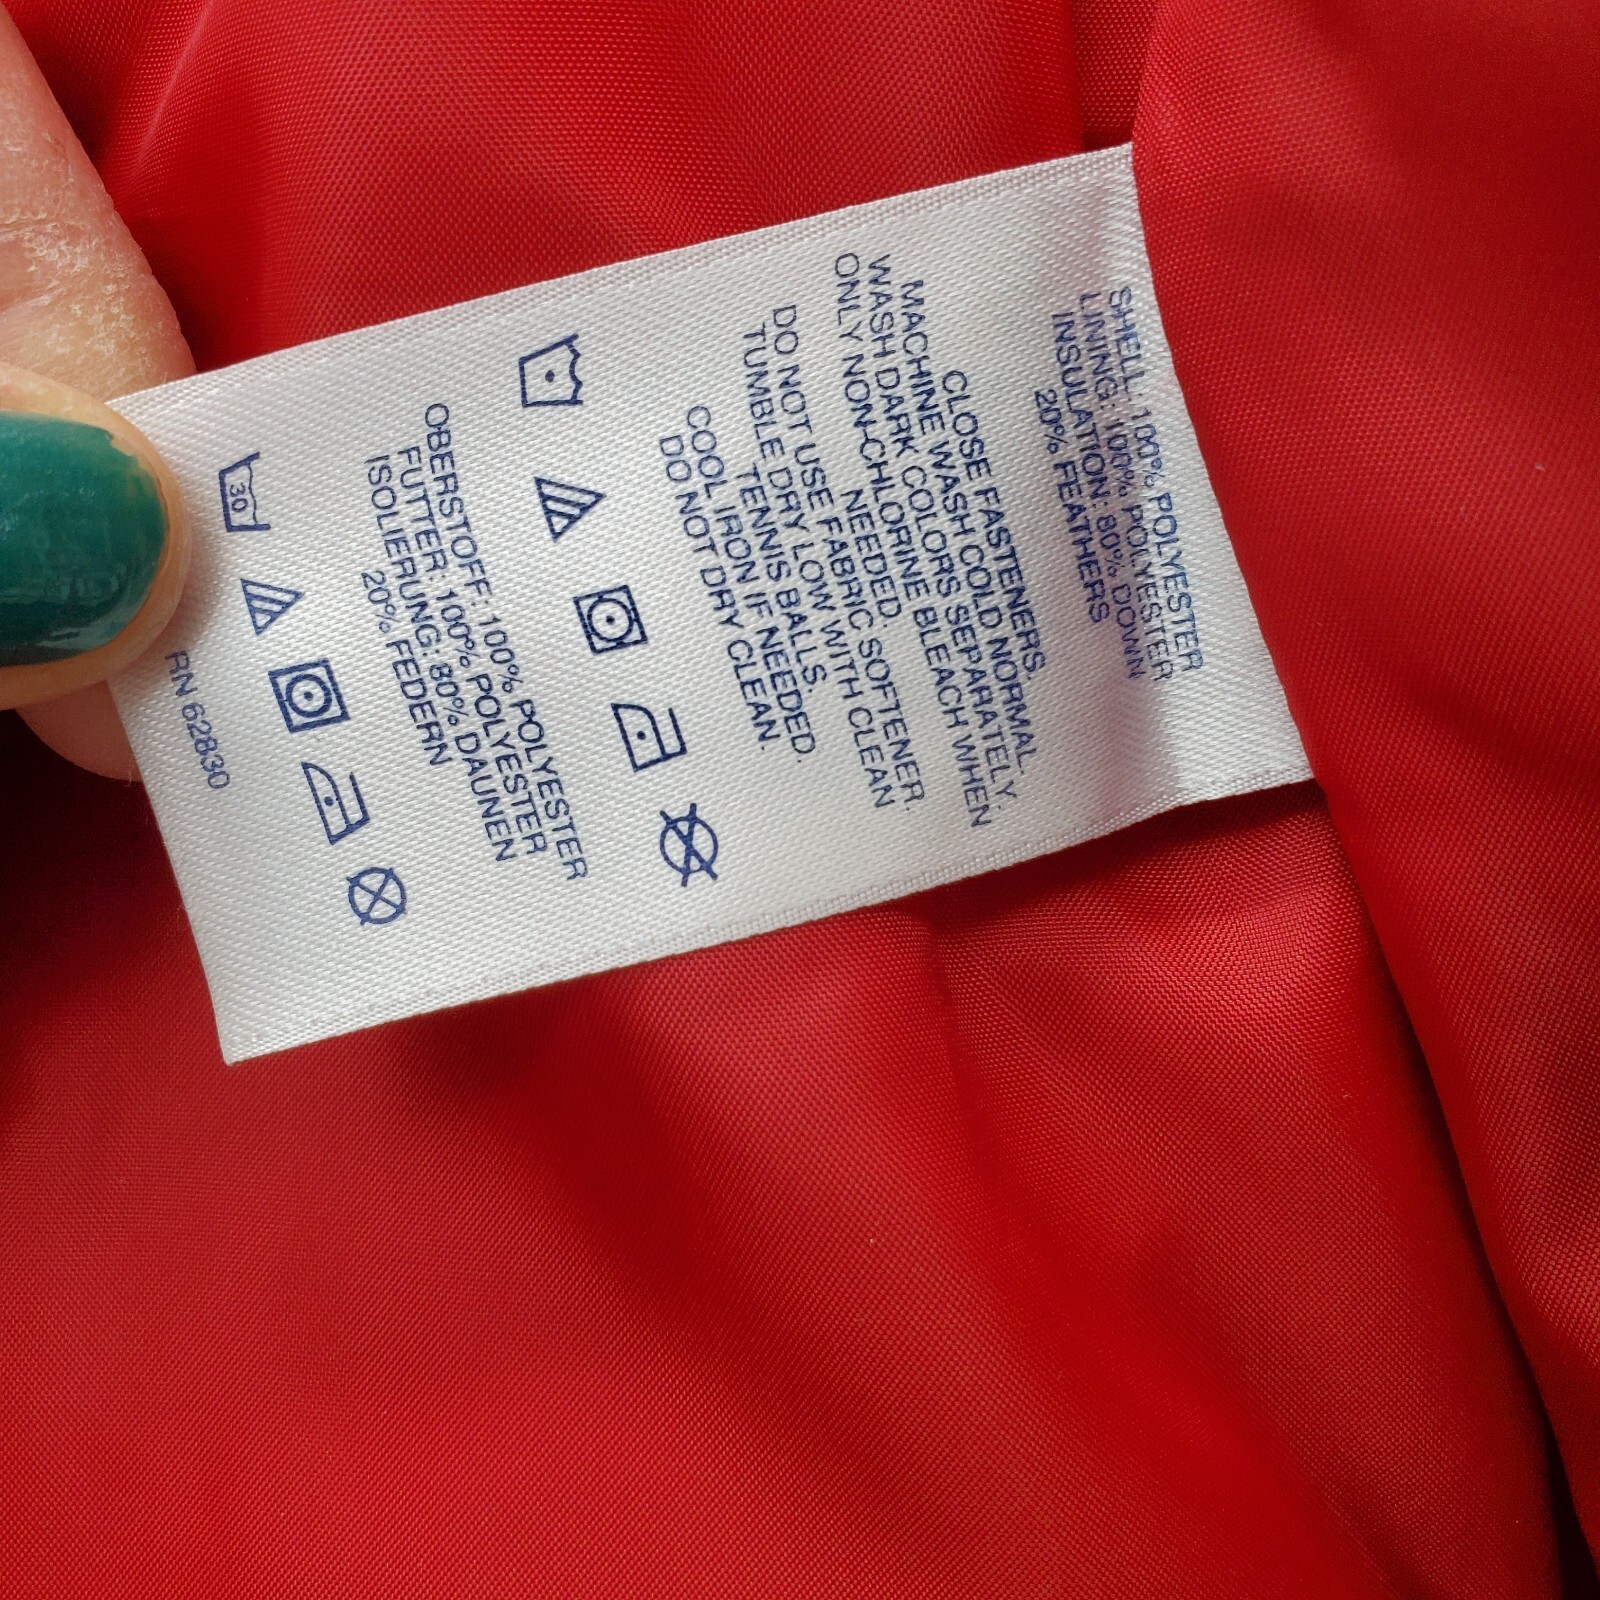 SHELL: 100% POLYESTER
LINING: 100% POLYESTER
INSULATION: 80% DOWN
20% FEATHERS
CLOSE FASTENERS.
MACHINE WASH COLD NORMAL.
WASH DARK COLORS SEPARATELY.
ONLY NON-CHLORINE BLEACH WHEN
NEEDED.
DO NOT USE FABRIC SOFTENER.
TUMBLE DRY LOW WITH CLEAN
TENNIS BALLS.
COOL IRON IF NEEDED.
DO NOT DRY CLEAN.
OBERSTOFF: 100% POLYESTER
FUTTER: 100% POLYESTER
ISOLIERUNG: 80% DAUNEN
20% FEDERN
30
RN 62830